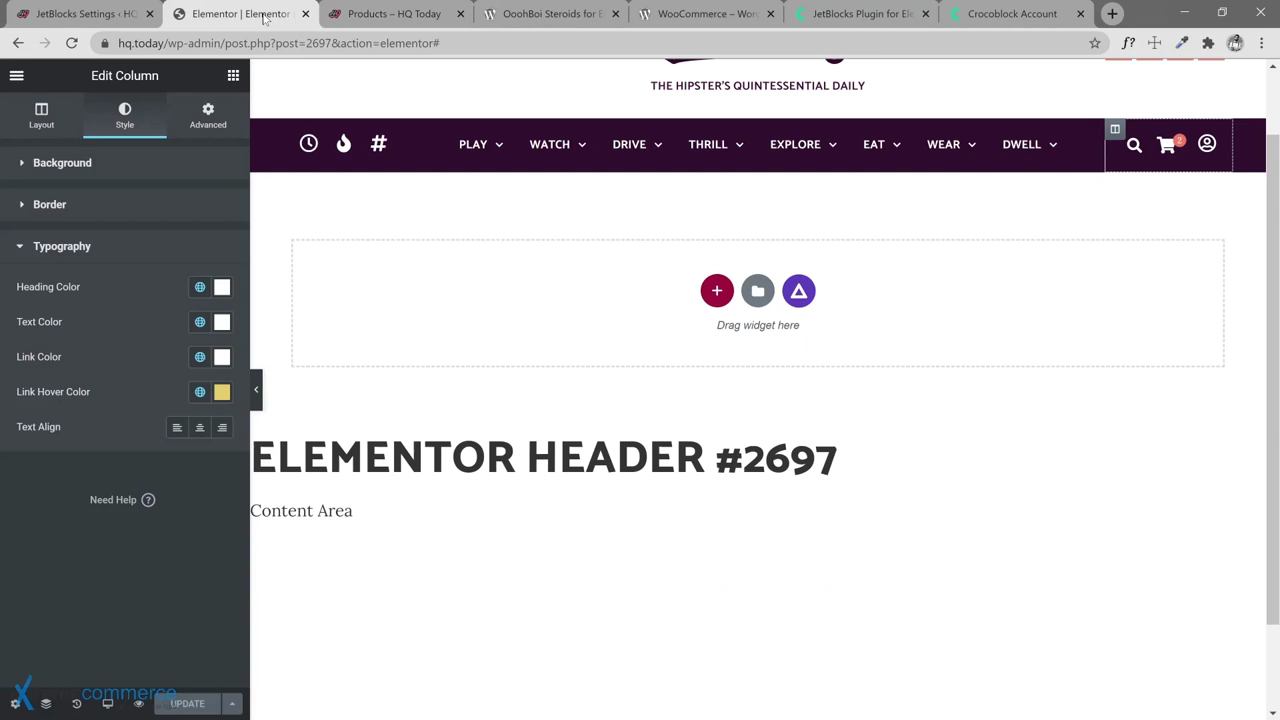 JetBlocks Settings ‹ HQ
Elementor | Elementor
Products – HQ Today
OoohBoi Steroids for E
WooCommerce – Wor
JetBlocks Plugin for Ele
Crocoblock Account
hq.today/wp-admin/post.php?post=2697&action=elementor#
Edit Column
THE HIPSTER'S QUINTESSENTIAL DAILY
Layout
Style
Advanced
PLAY
WATCH
DRIVE
THRILL
EXPLORE
EAT
WEAR
DWELL
2
Background
Border
Typography
Heading Color
Text Color
Link Color
Link Hover Color
Text Align
Drag widget here
Need Help
ELEMENTOR HEADER #2697
Content Area
commerce
UPDATE